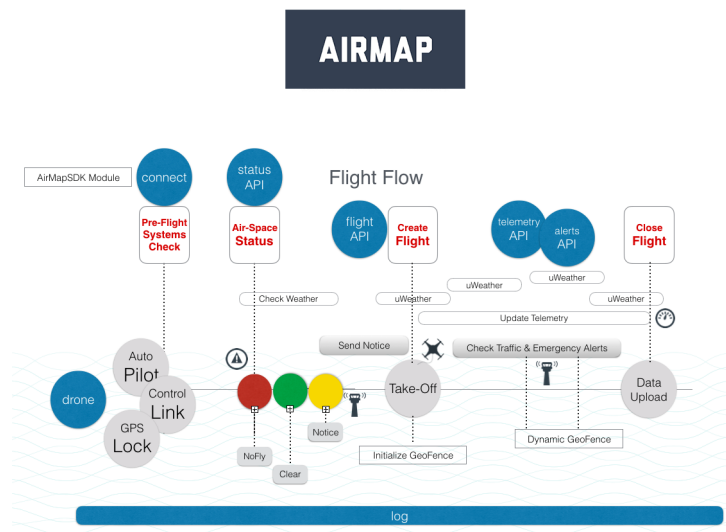 AIRMAP
Flight Flow
AirMapSDK Module
connect
status
API
Pre-Flight
Systems
Check
Air-Space
Status
flight
API
Create
Flight
telemetry
API
alerts
API
Close
Flight
uWeather
uWeather
Check Weather
uWeather
uWeather
Update Telemetry
Send Notice
Check Traffic & Emergency Alerts
Auto
Pilot
drone
Control
Link
GPS
Lock
Take-Off
Data
Upload
Notice
NoFly
Clear
Initialize GeoFence
Dynamic GeoFence
log